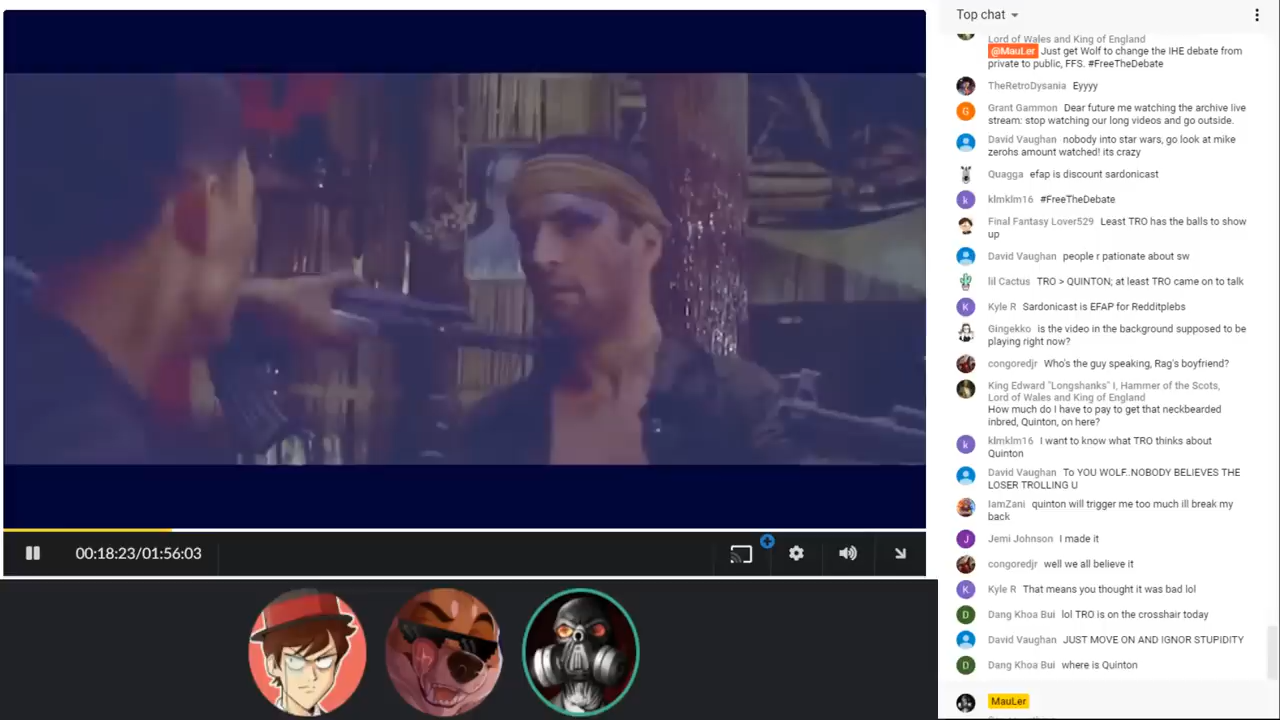 Top chat
Lord of Wales and King of England
@MauLer Just get Wolf to change the IHE debate from
private to public, FFS. #FreeTheDebate
TheRetroDysania Eyyyy
Grant Gammon Dear future me watching the archive live
stream: stop watching our long videos and go outside.
David Vaughan nobody into star wars, go look at mike
zerohs amount watched! its crazy
Quagga efap is discount sardonicast
klmklm16 #FreeTheDebate
Final Fantasy Lover529 Least TRO has the balls to show
up
David Vaughan people r pationate about sw
lil Cactus TRO > QUINTON; at least TRO came on to talk
Kyle R Sardonicast is EFAP for Redditplebs
Gingekko is the video in the background supposed to be
playing right now?
congoredjr Who's the guy speaking, Rag's boyfriend?
King Edward "Longshanks" I, Hammer of the Scots,
Lord of Wales and King of England
How much do I have to pay to get that neckbearded
inbred, Quinton, on here?
klmklm16 I want to know what TRO thinks about
Quinton
David Vaughan To YOU WOLF..NOBODY BELIEVES THE
LOSER TROLLING U
IamZani quinton will trigger me too much ill break my
back
Jemi Johnson I made it
congoredjr well we all believe it
Kyle R That means you thought it was bad lol
Dang Khoa Bui lol TRO is on the crosshair today
David Vaughan JUST MOVE ON AND IGNOR STUPIDITY
Dang Khoa Bui where is Quinton
MauLer
00:18:23/01:56:03
G
k
K
k
J
K
D
D